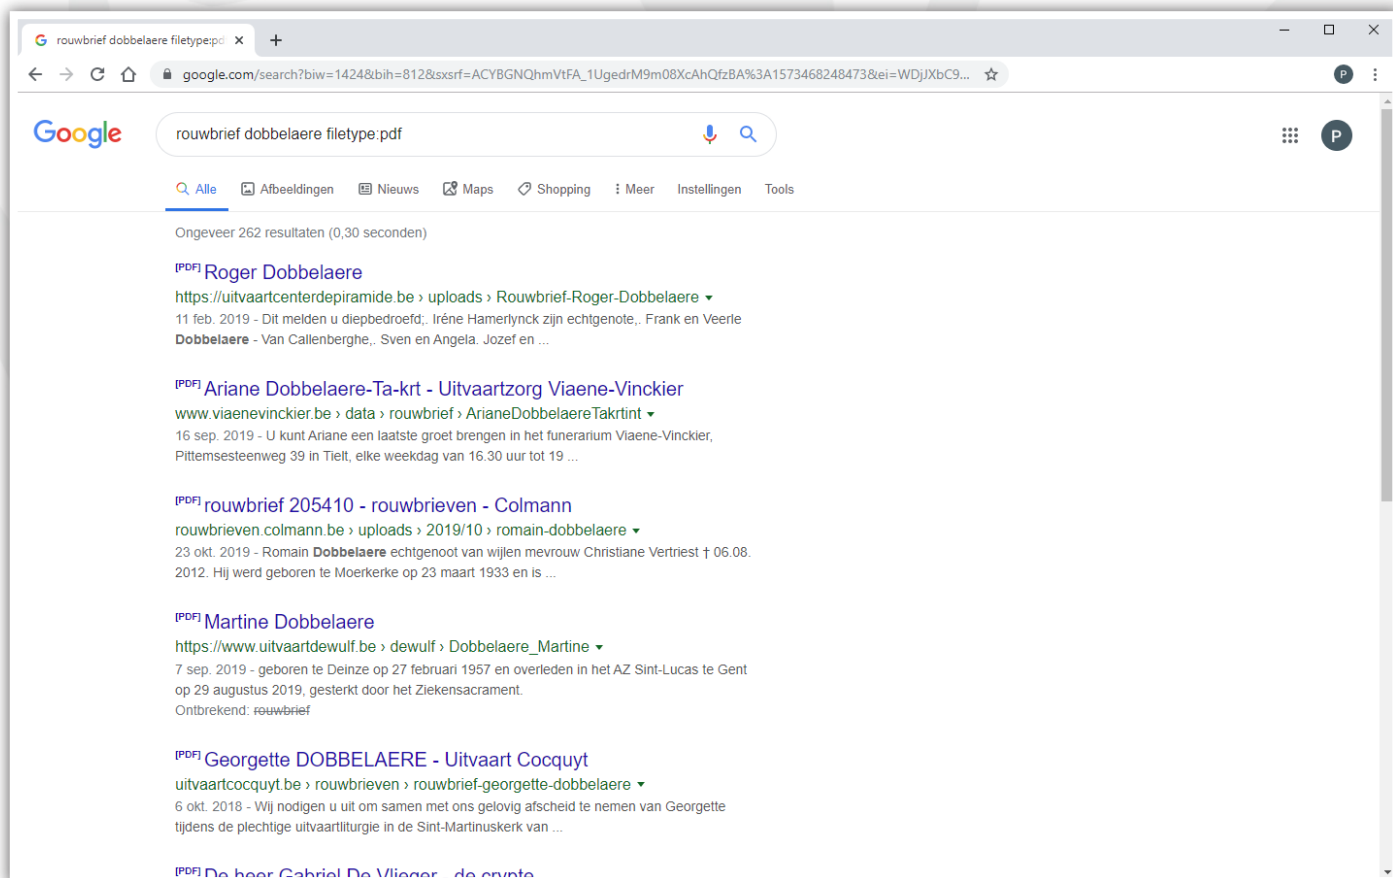 rouwbrief dobbelaere filetype:pd
google.com/search?biw=1424&bih=812&sxsrf=ACYBGNQhmVtFA_1UgedrM9m08XcAhQfzBA%3A1573468248473&ei=WDjJXbC9...
P
Google
rouwbrief dobbelaere filetype:pdf
P
Alle Afbeeldingen Nieuws Maps Shopping Meer Instellingen Tools
Ongeveer 262 resultaten (0,30 seconden)
[PDF] Roger Dobbelaere
https://uitvaartcenterdepiramide.be › uploads › Rouwbrief-Roger-Dobbelaere
11 feb. 2019 - Dit melden u diepbedroefd;. Iréne Hamerlynck zijn echtgenote,. Frank en Veerle
Dobbelaere - Van Callenberghe,. Sven en Angela. Jozef en ...
[PDF] Ariane Dobbelaere-Ta-krt - Uitvaartzorg Viaene-Vinckier
www.viaenevinckier.be › data › rouwbrief › ArianeDobbelaereTakrtint
16 sep. 2019 - U kunt Ariane een laatste groet brengen in het funerarium Viaene-Vinckier,
Pittemsesteenweg 39 in Tielt, elke weekdag van 16.30 uur tot 19 ...
[PDF] rouwbrief 205410 - rouwbrieven - Colmann
rouwbrieven.colmann.be › uploads › 2019/10 › romain-dobbelaere
23 okt. 2019 - Romain Dobbelaere echtgenoot van wijlen mevrouw Christiane Vertriest † 06.08.
2012. Hij werd geboren te Moerkerke op 23 maart 1933 en is ...
[PDF] Martine Dobbelaere
https://www.uitvaartdewulf.be › dewulf › Dobbelaere_Martine
7 sep. 2019 - geboren te Deinze op 27 februari 1957 en overleden in het AZ Sint-Lucas te Gent
op 29 augustus 2019, gesterkt door het Ziekensacrament.
Ontbrekend: rouwbrief
[PDF] Georgette DOBBELAERE - Uitvaart Cocquyt
uitvaartcocquyt.be › rouwbrieven › rouwbrief-georgette-dobbelaere
6 okt. 2018 - Wij nodigen u uit om samen met ons gelovig afscheid te nemen van Georgette
tijdens de plechtige uitvaartliturgie in de Sint-Martinuskerk van ...
[PDF] De heer Gabriel De Vlieger - de crypte